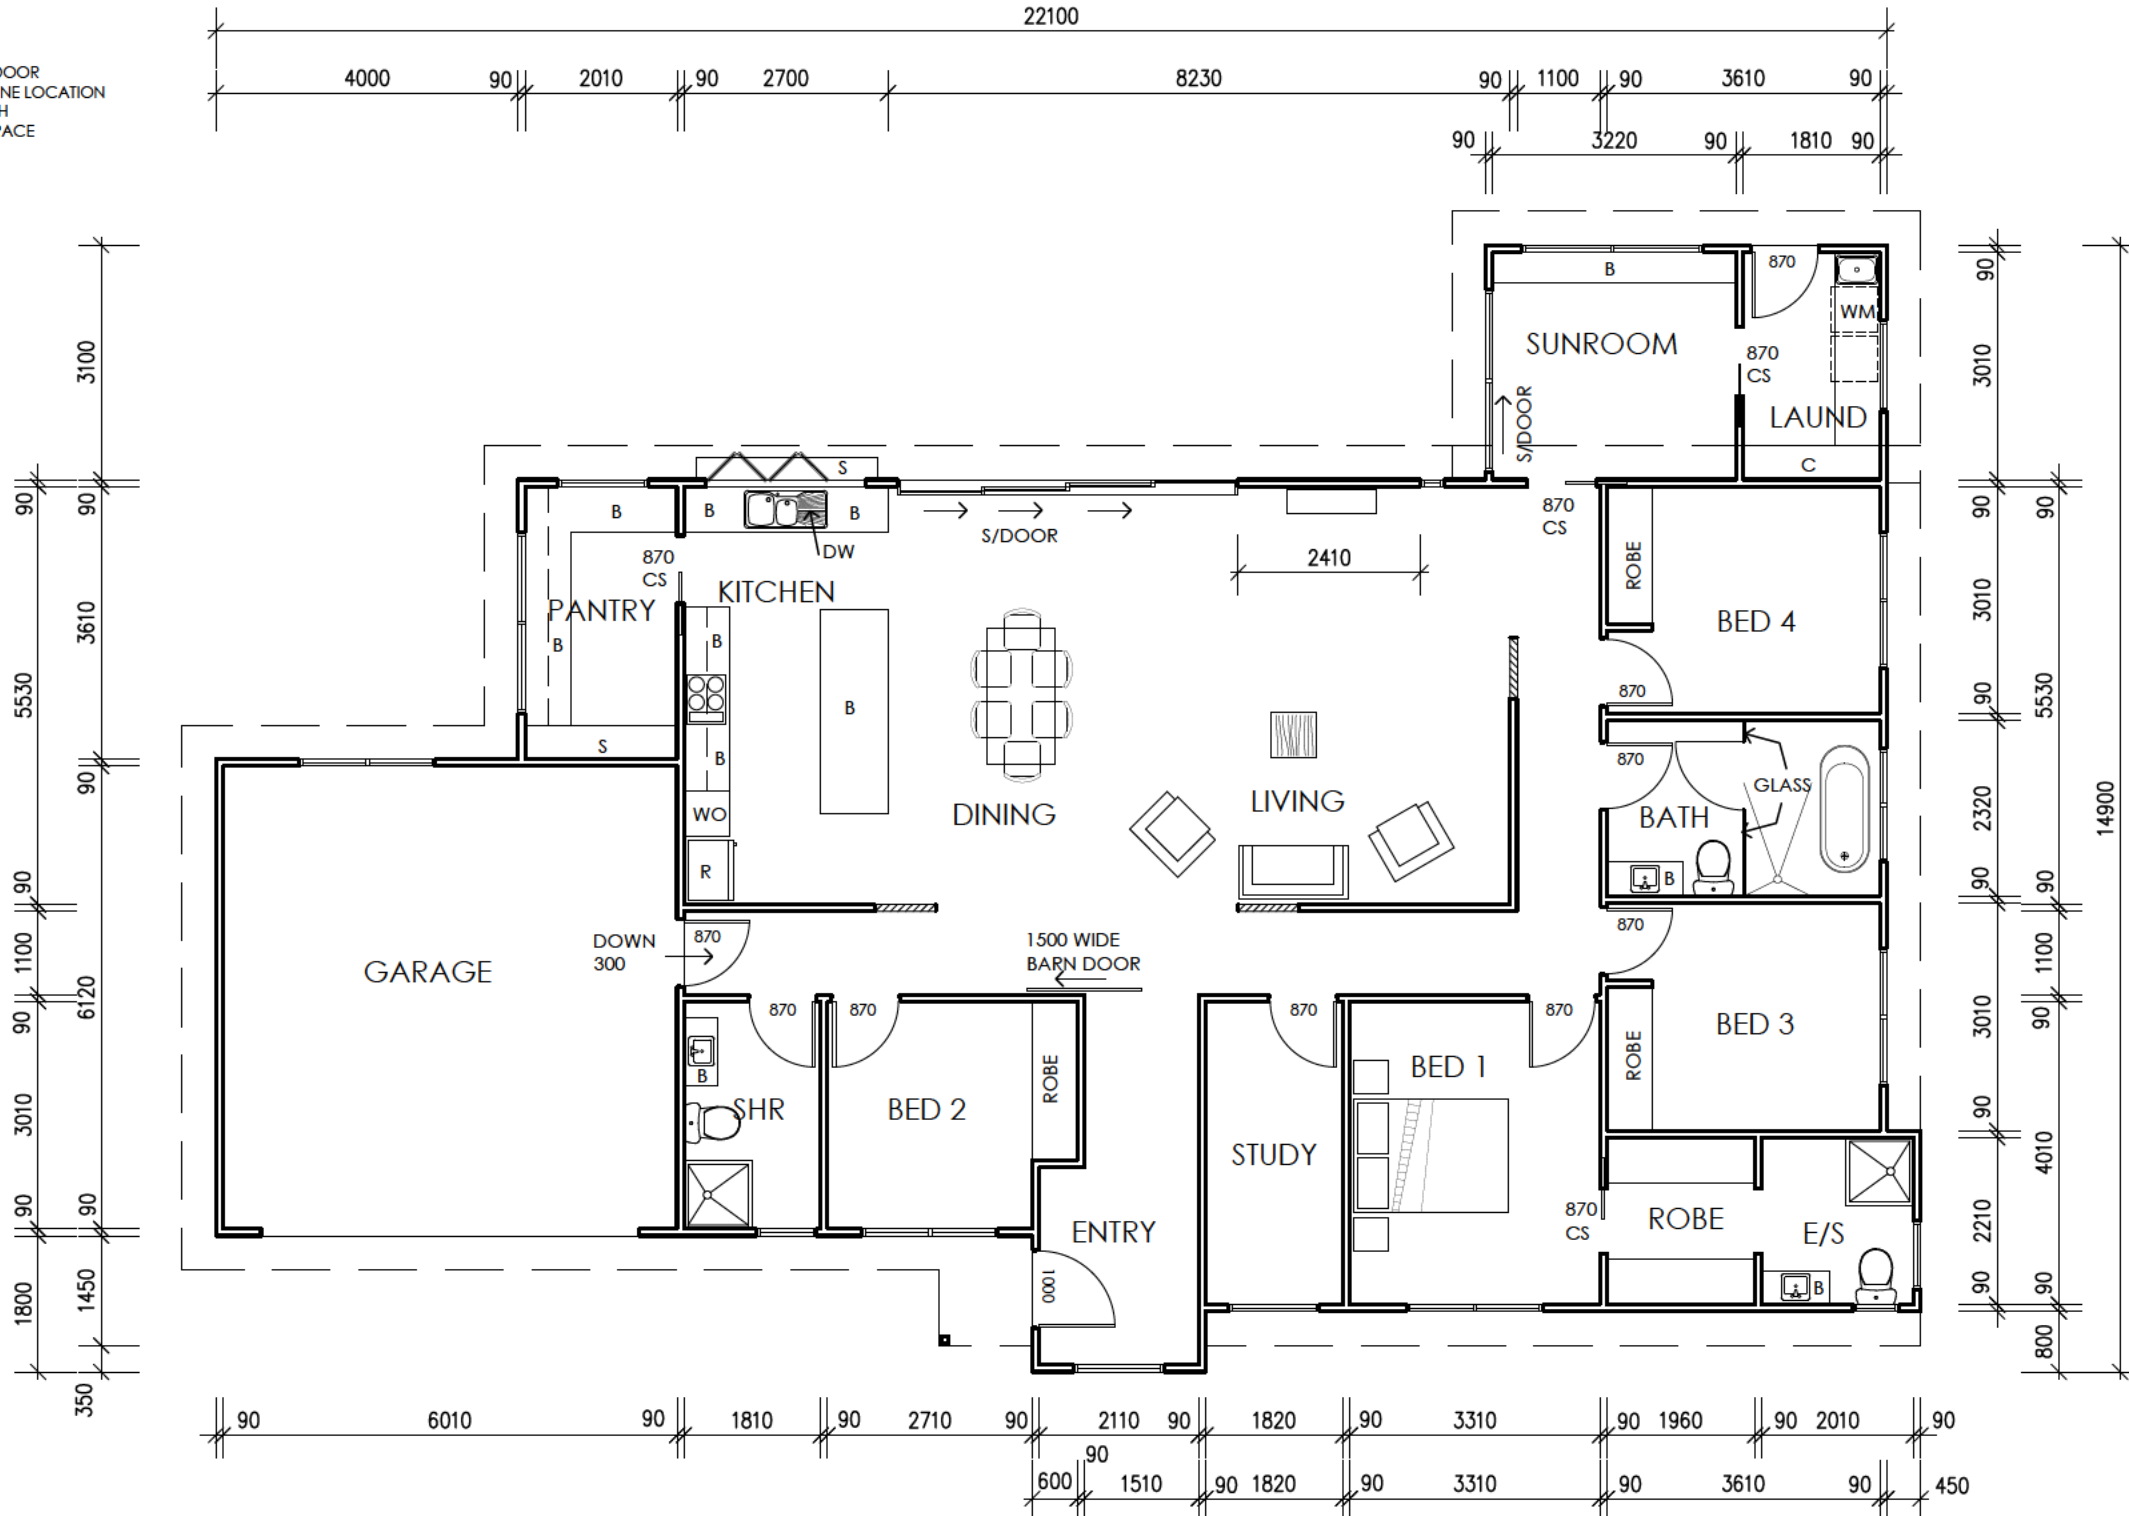 22100
4000 90 2010 90 2700 8230 90 1100 90 3610 90
90 3220 90 1810 90
OOR
NE LOCATION
H
PACE
B
870
WM
SUNROOM
870
CS
S/DOOR
LAUND
C
S
B
B
B
S/DOOR
870
CS
DW
870
CS
KITCHEN
2410
ROBE
PANTRY
B
B
BED 4
870
B
B
S
WO
R
DINING
LIVING
870
GLASS
BATH
B
870
GARAGE
DOWN
300
870
1500 WIDE
BARN DOOR
870
870
870
870
BED 3
ROBE
B
SHR
BED 2
ROBE
BED 1
STUDY
870
CS
ROBE
E/S
B
ENTRY
1000
90
5530
90
1100
90
3010
90
1800
3100
90
3610
90
6120
90
1450
350
90
3010
90
3010
90
2320
90
3010
90
2210
90
90
5530
90
1100
90
4010
90
800
14900
90 6010 90 1810 90 2710 90 2110 90 1820 90 3310 90 1960 90 2010 90
90
600 1510 90 1820 90 3310 90 3610 90 450